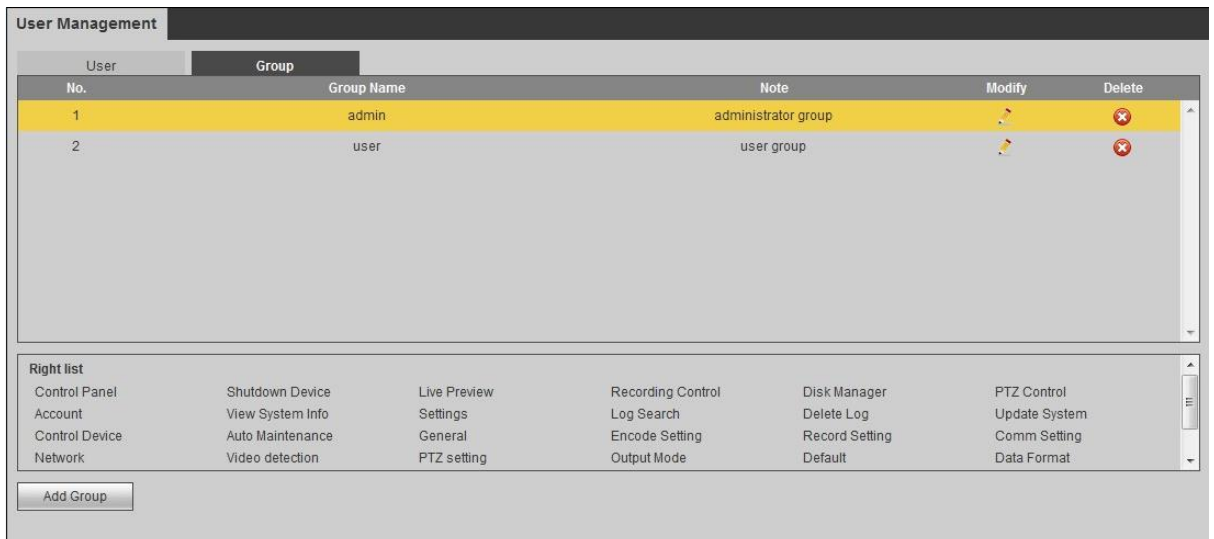 User Management
User Group
No. Group Name Note Modify Delete
1 admin administrator group
2 user user group
Right list
Control Panel Shutdown Device Live Preview Recording Control Disk Manager PTZ Control
Account View System Info Settings Log Search Delete Log Update System
Control Device Auto Maintenance General Encode Setting Record Setting Comm Setting
Network Video detection PTZ setting Output Mode Default Data Format
Add Group